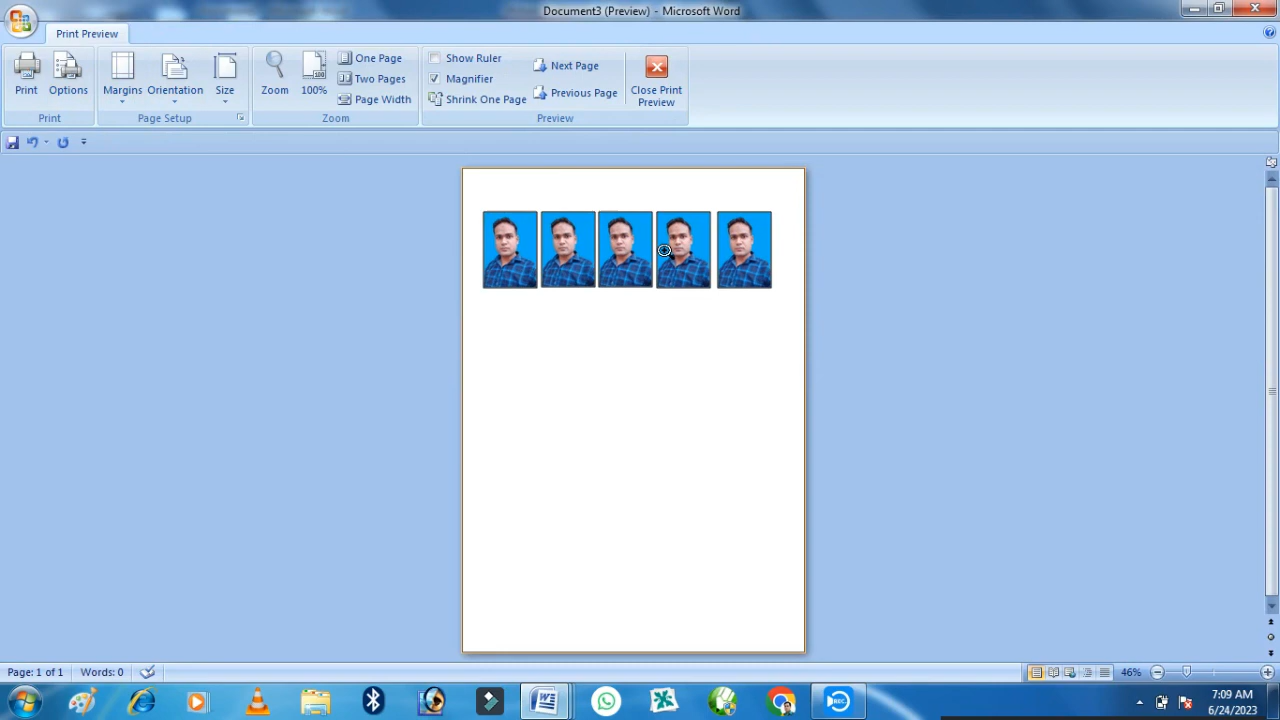 Document3 (Preview) - Microsoft Word
Print Preview
Print
Options
Margins
Orientation
Size
Zoom
100%
One Page
Two Pages
Page Width
Show Ruler
Magnifier
Shrink One Page
Next Page
Previous Page
Close Print
Preview
Print
Page Setup
Zoom
Preview
Page: 1 of 1
Words: 0
46%
REC
7:09 AM
6/24/2023